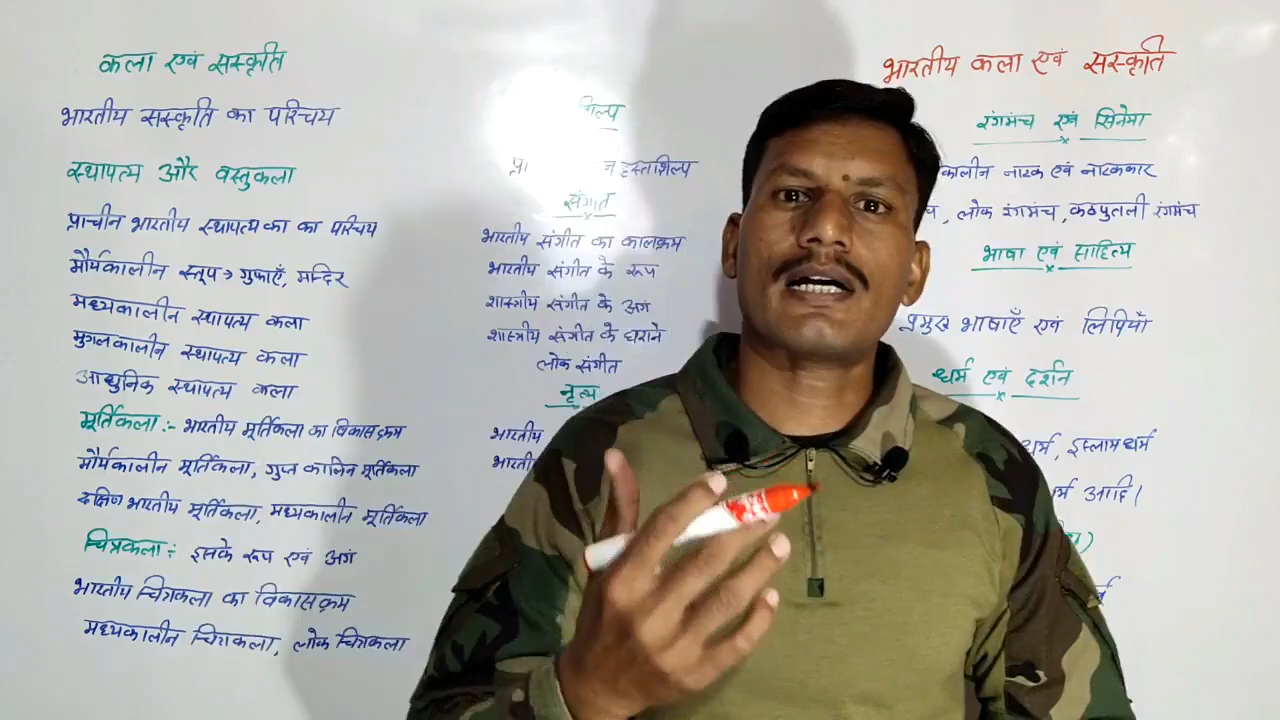 कला एवं संस्कृति
भारतीय संस्कृति का परिचय
स्थापत्य और वस्तुकला
प्राचीन भारतीय स्थापत्य का का परिचय
मौर्यकालीन स्तूप → गुफाएँ, मन्दिर
मध्यकालीन स्थापत्य कला
मुगलकालीन स्थापत्य कला
आधुनिक स्थापत्य कला
मूर्तिकला :- भारतीय मूर्तिकला का विकास क्रम
मौर्यकालीन मूर्तिकला, गुप्त कालिन मूर्तिकला
दक्षिण भारतीय मूर्तिकला, मध्यकालीन मूर्तिकला
चित्रकला : इसके रूप एवं अंग
भारतीय चित्रकला का विकास क्रम
मध्यकालीन चित्रकला, लोक चित्रकला
हस्तशिल्प
संगीत
भारतीय संगीत का कालक्रम
भारतीय संगीत के रूप
शास्त्रीय संगीत के अंग
शास्त्रीय संगीत के घराने
लोक संगीत
नृत्य
भारतीय
भारतीय कला एवं संस्कृति
रंगमंच एवं सिनेमा
कालीन नाटक एवं नाटककार
, लोक रंगमंच, कठपुतली रंगमंच
भाषा एवं साहित्य
प्रमुख भाषाएँ एवं लिपियाँ
धर्म एवं दर्शन
धर्म, इस्लाम धर्म
आदि।